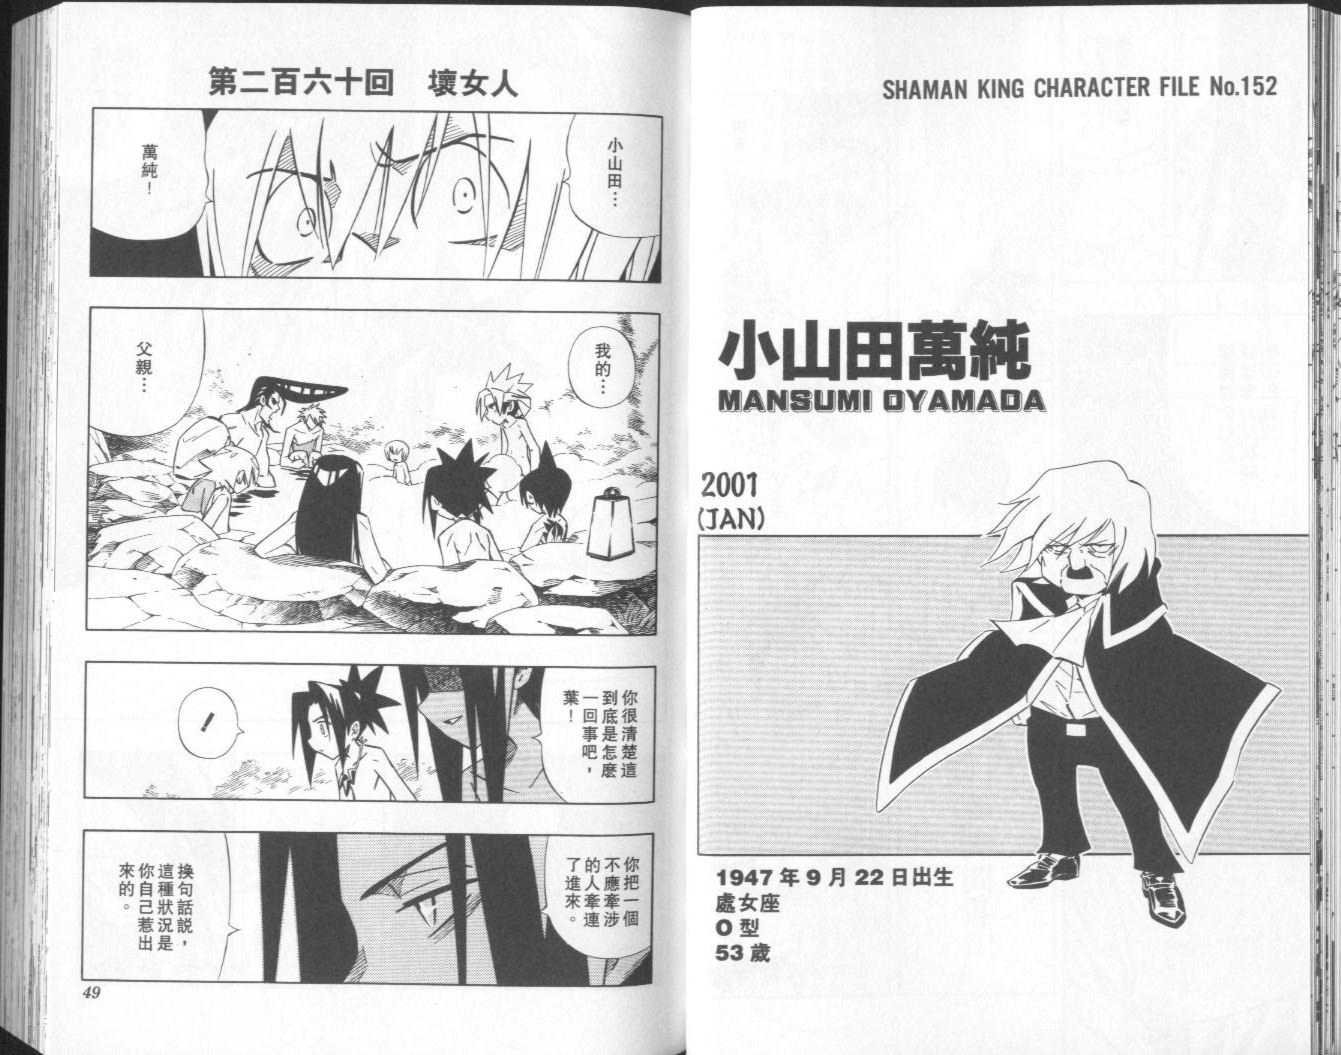 SHAMAN KING CHARACTER FILE No.152
小山田萬純
MANSUMI OYAMADA
2001
(JAN)
1947年9月22日出生
處女座
O型
53歲
第二百六十回 壞女人
小山田…
萬純！
我的…
父親…
你很清楚這
到底是怎麼
一回事吧，
葉！
！
你把一個
不應牽涉
的人牽連
了進來。
換句話説，
這種狀況是
你自己惹出
來的。
49